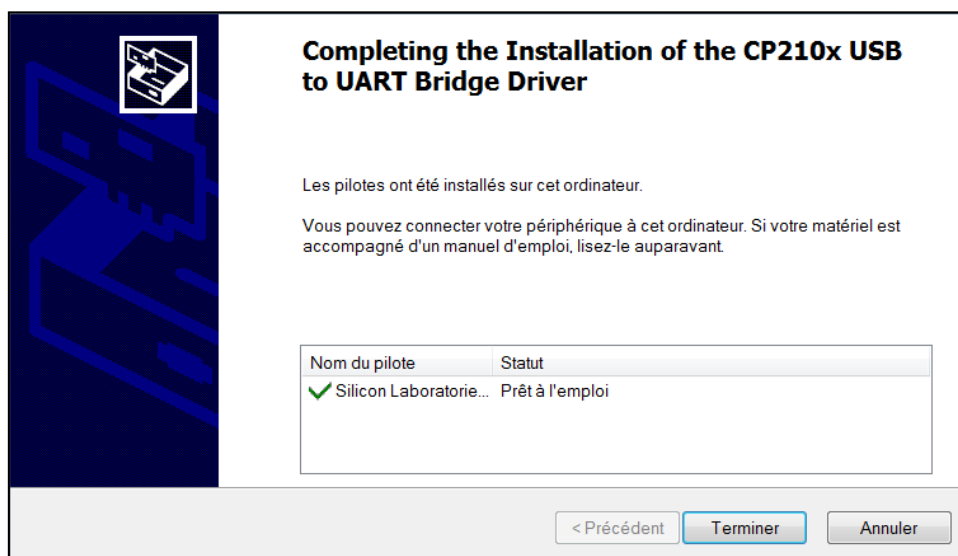 Completing the Installation of the CP210x USB
to UART Bridge Driver
Les pilotes ont été installés sur cet ordinateur.
Vous pouvez connecter votre périphérique à cet ordinateur. Si votre matériel est
accompagné d'un manuel d'emploi, lisez-le auparavant.
Nom du pilote Statut
Silicon Laboratorie... Prêt à l'emploi
< Précédent Terminer Annuler